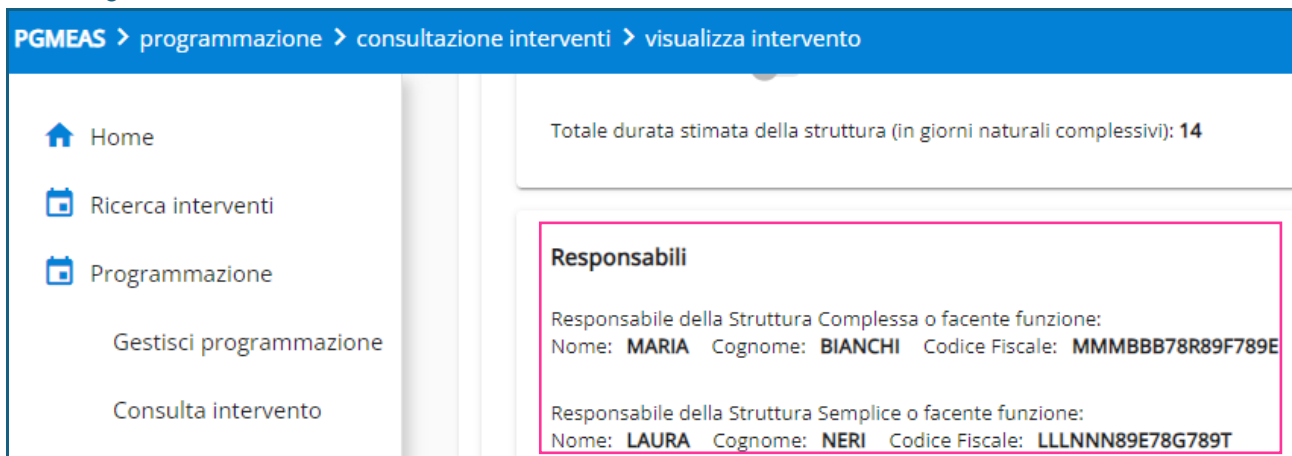 PGMEAS > programmazione > consultazione interventi > visualizza intervento
Home
Ricerca interventi
Programmazione
Gestisci programmazione
Consulta intervento
Totale durata stimata della struttura (in giorni naturali complessivi): 14
Responsabili
Responsabile della Struttura Complessa o facente funzione:
Nome: MARIA Cognome: BIANCHI Codice Fiscale: MMMBBB78R89F789E
Responsabile della Struttura Semplice o facente funzione:
Nome: LAURA Cognome: NERI Codice Fiscale: LLLNNN89E78G789T